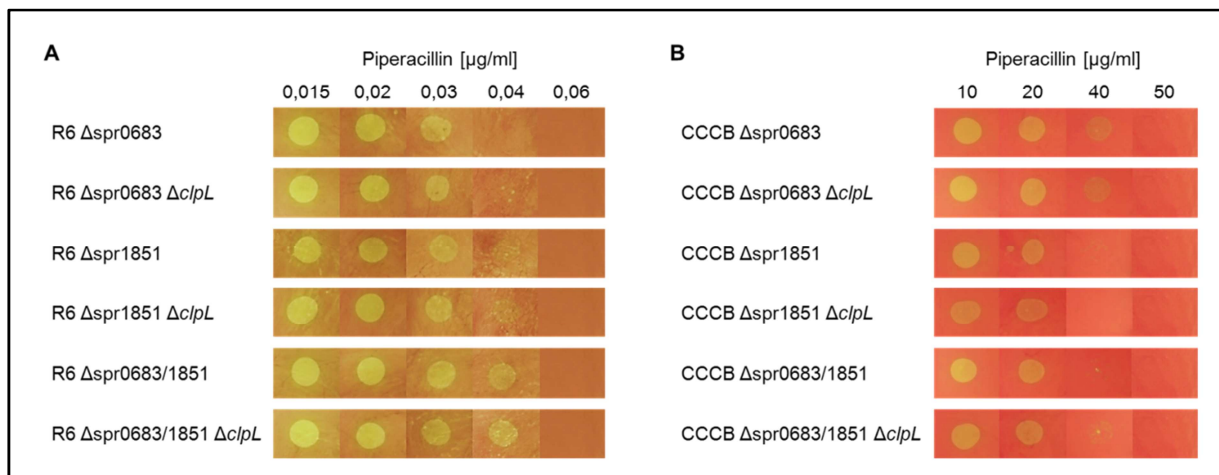 A
Piperacillin [µg/ml]
0,015 0,02 0,03 0,04 0,06
R6 Δspr0683
R6 Δspr0683 ΔclpL
R6 Δspr1851
R6 Δspr1851 ΔclpL
R6 Δspr0683/1851
R6 Δspr0683/1851 ΔclpL
B
Piperacillin [µg/ml]
10 20 40 50
CCCB Δspr0683
CCCB Δspr0683 ΔclpL
CCCB Δspr1851
CCCB Δspr1851 ΔclpL
CCCB Δspr0683/1851
CCCB Δspr0683/1851 ΔclpL